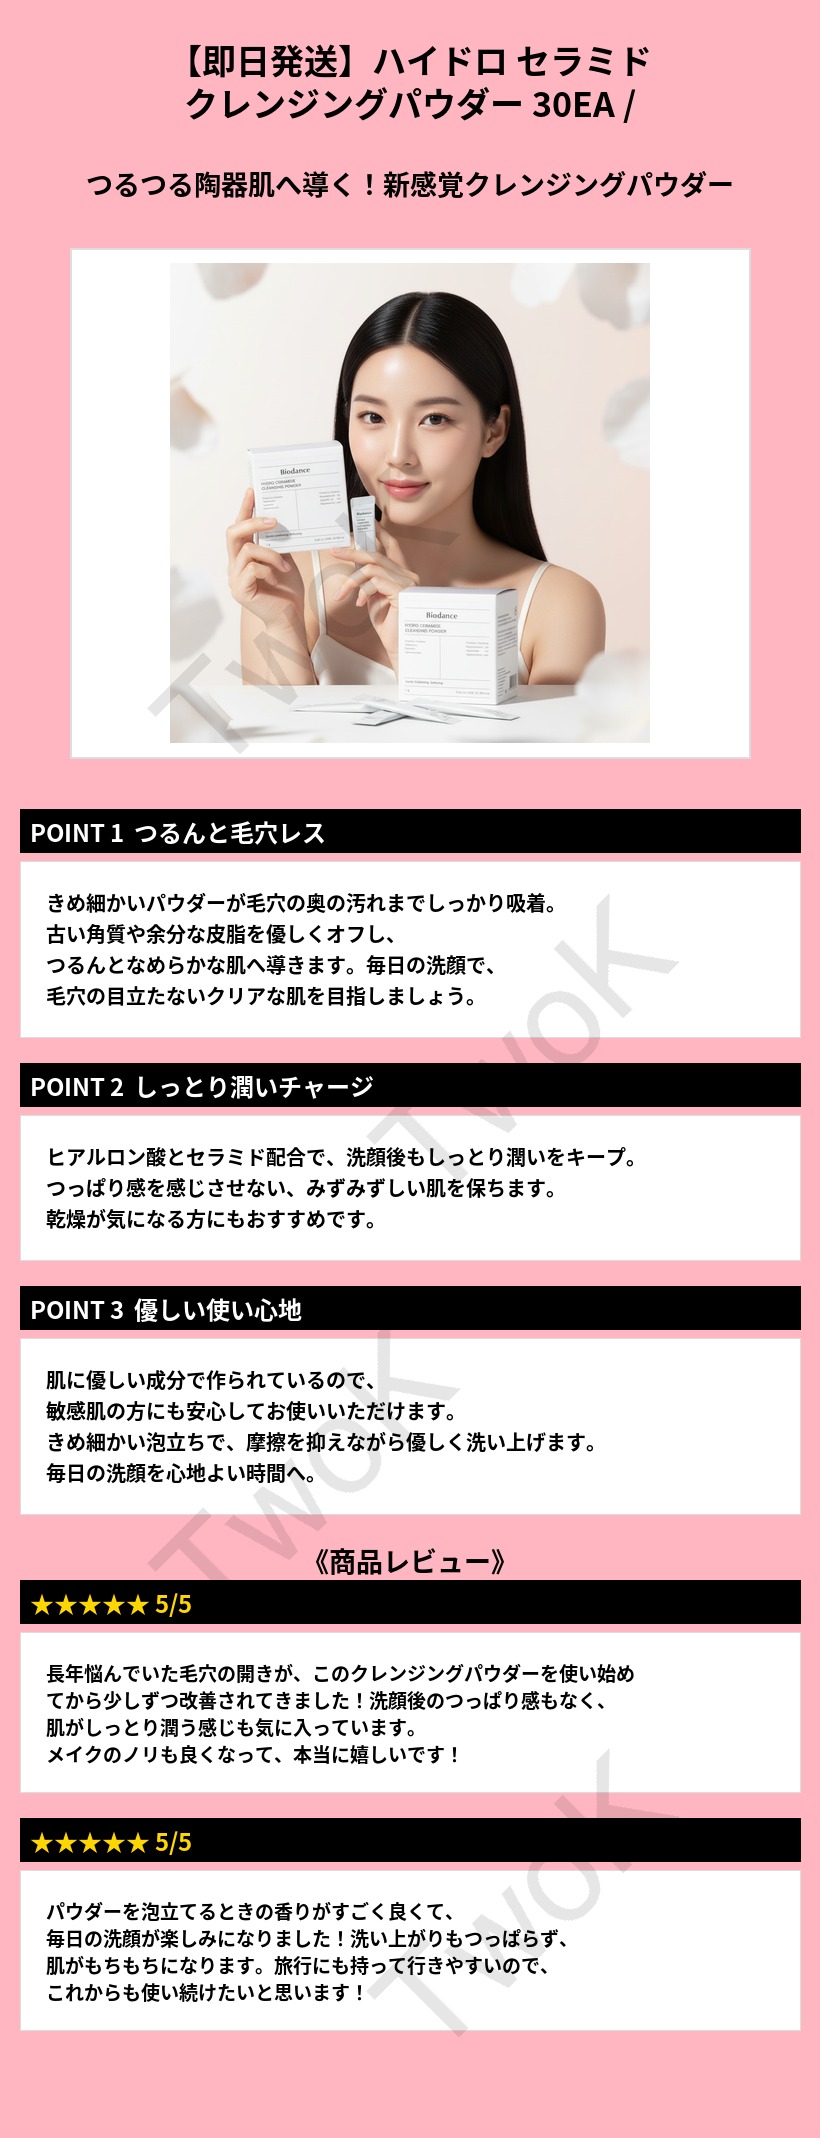 【即日発送】ハイドロ セラミド
クレンジングパウダー 30EA /
つるつる陶器肌へ導く！新感覚クレンジングパウダー
Biodance
HYDRO CERAMIDE
CLEANSING POWDER
Biodance
Biodance
HYDRO CERAMIDE
CLEANSING POWDER
TwoK
POINT 1 つるんと毛穴レス
きめ細かいパウダーが毛穴の奥の汚れまでしっかり吸着。
古い角質や余分な皮脂を優しくオフし、
つるんとなめらかな肌へ導きます。毎日の洗顔で、
毛穴の目立たないクリアな肌を目指しましょう。
TwoK
POINT 2 しっとり潤いチャージ
ヒアルロン酸とセラミド配合で、洗顔後もしっとり潤いをキープ。
つっぱり感を感じさせない、みずみずしい肌を保ちます。
乾燥が気になる方にもおすすめです。
POINT 3 優しい使い心地
肌に優しい成分で作られているので、
敏感肌の方にも安心してお使いいただけます。
きめ細かい泡立ちで、摩擦を抑えながら優しく洗い上げます。
毎日の洗顔を心地よい時間へ。
TwoK
《商品レビュー》
★★★★★ 5/5
長年悩んでいた毛穴の開きが、このクレンジングパウダーを使い始め
てから少しずつ改善されてきました！洗顔後のつっぱり感もなく、
肌がしっとり潤う感じも気に入っています。
メイクのノリも良くなって、本当に嬉しいです！
★★★★★ 5/5
パウダーを泡立てるときの香りがすごく良くて、
毎日の洗顔が楽しみになりました！洗い上がりもつっぱらず、
肌がもちもちになります。旅行にも持って行きやすいので、
これからも使い続けたいと思います！
TwoK